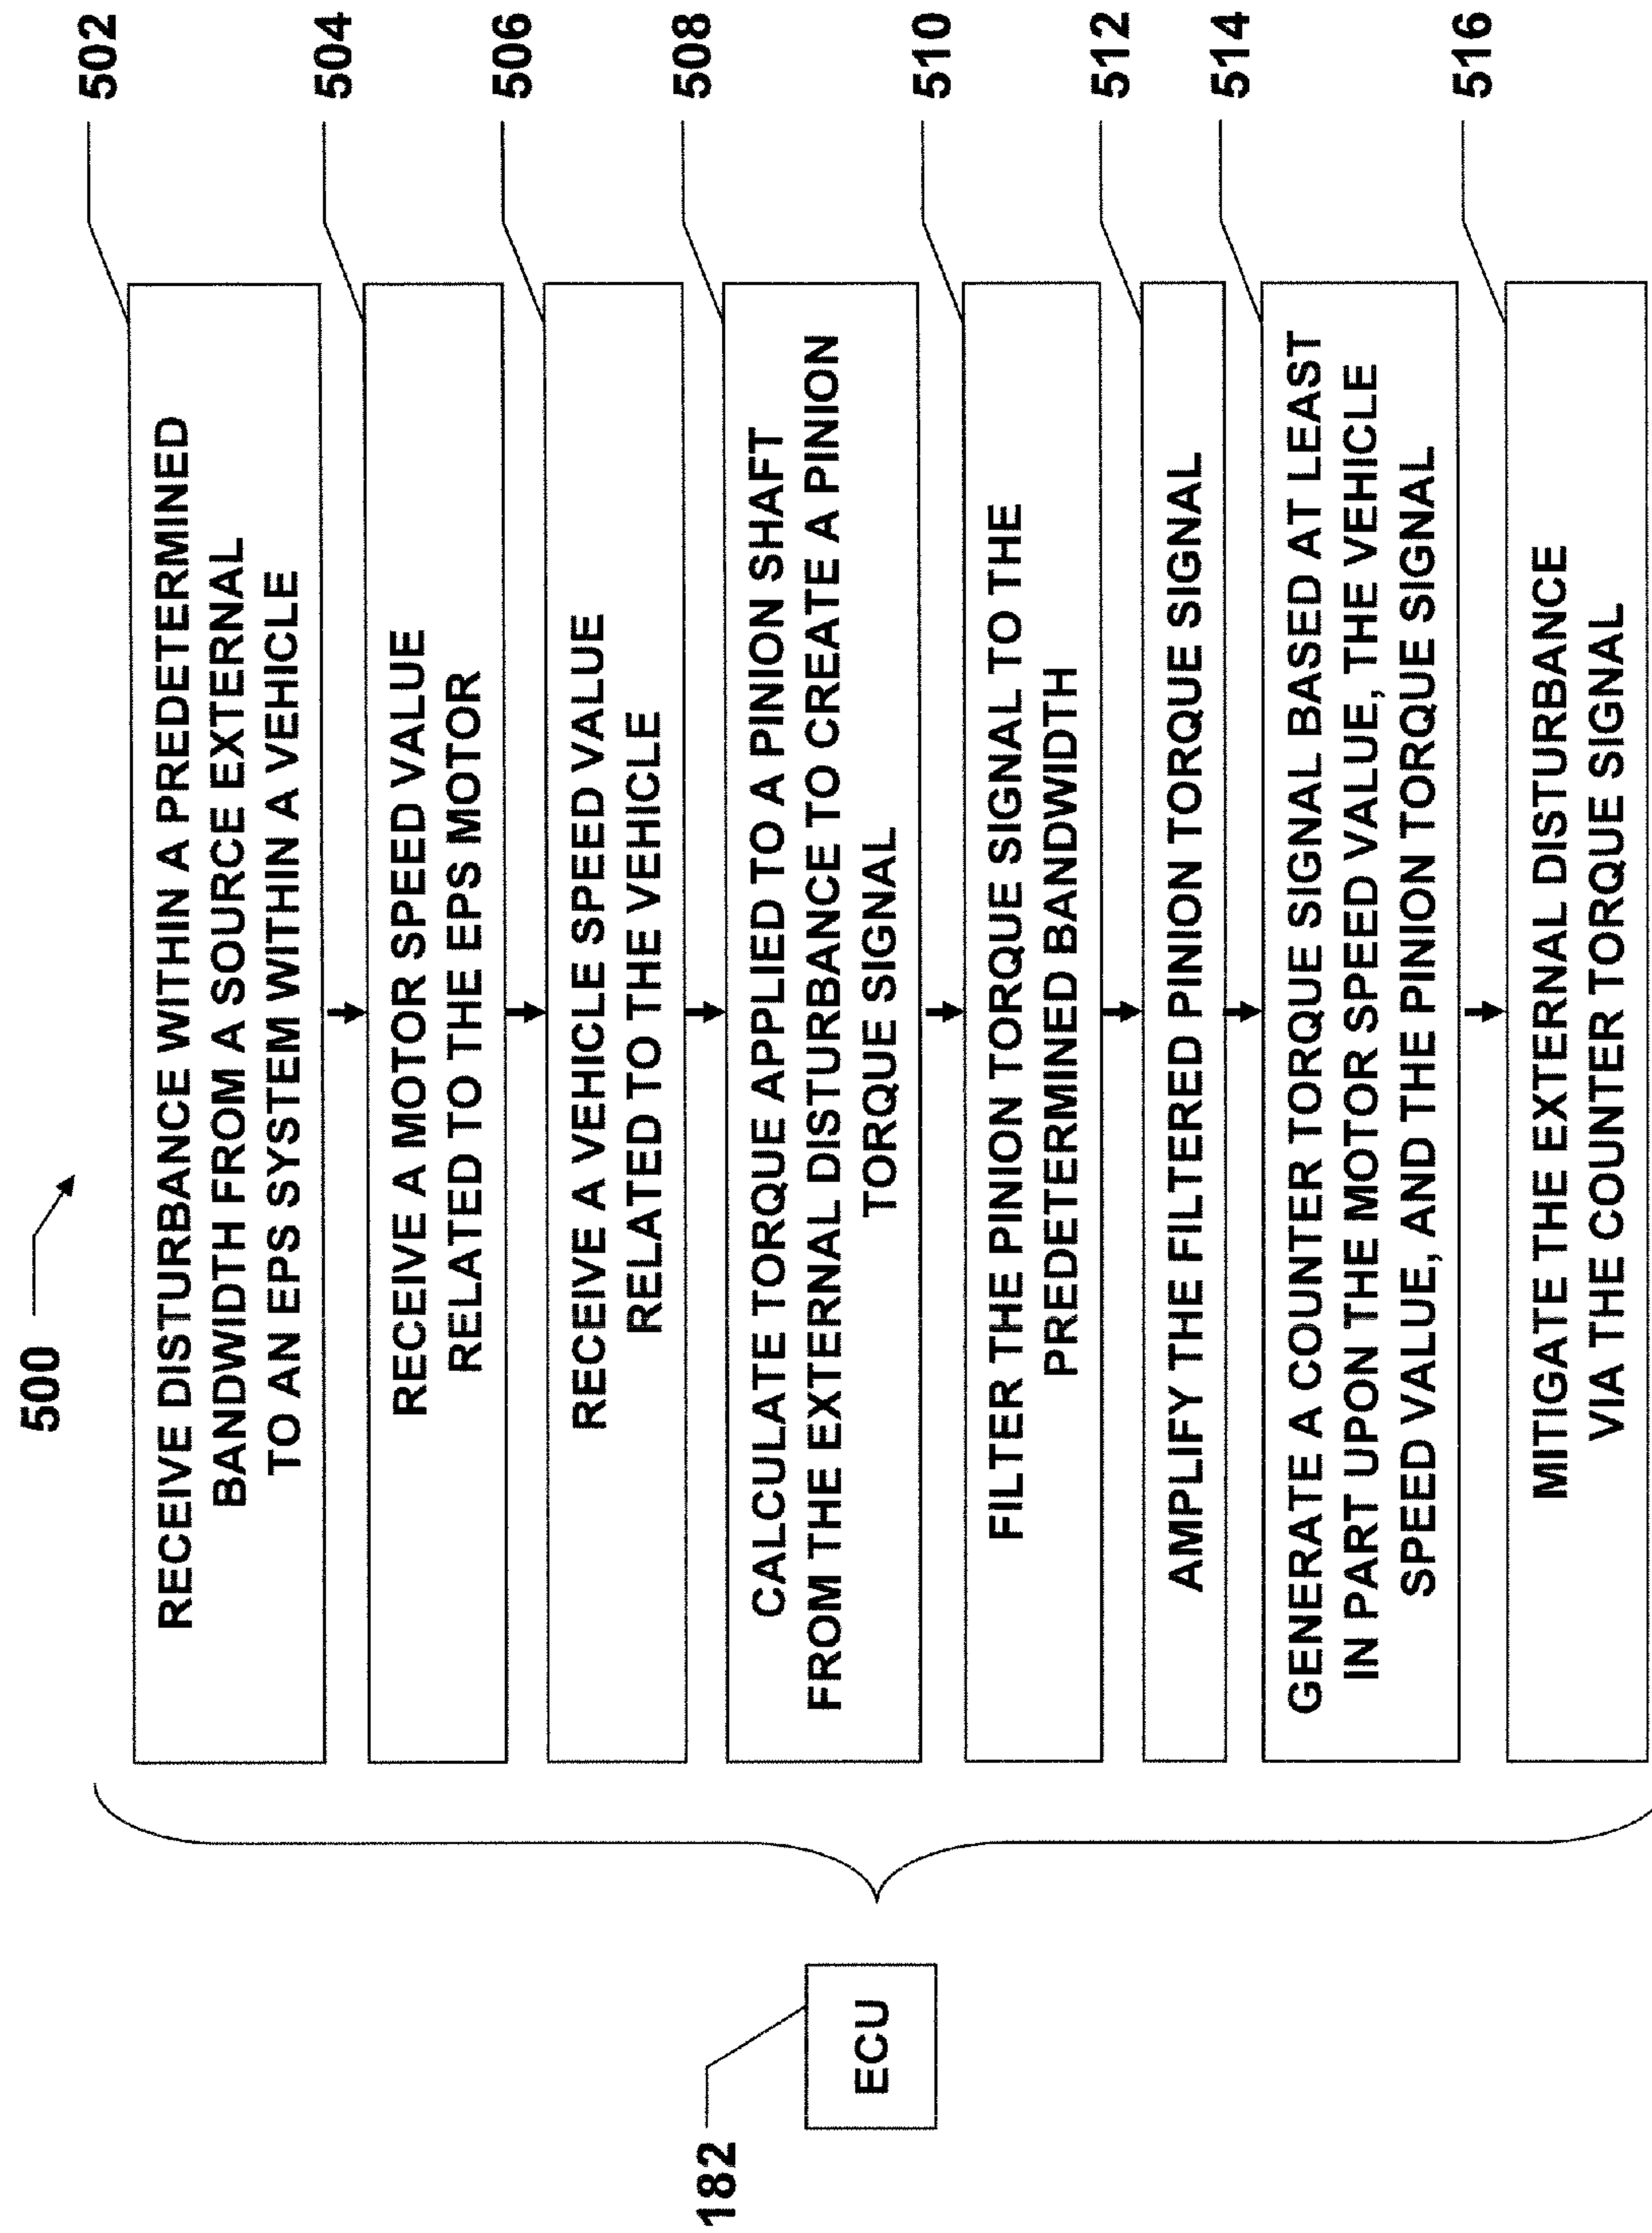 500
RECEIVE DISTURBANCE WITHIN A PREDETERMINED
BANDWIDTH FROM A SOURCE EXTERNAL
TO AN EPS SYSTEM WITHIN A VEHICLE
502
RECEIVE A MOTOR SPEED VALUE
RELATED TO THE EPS MOTOR
504
RECEIVE A VEHICLE SPEED VALUE
RELATED TO THE VEHICLE
506
CALCULATE TORQUE APPLIED TO A PINION SHAFT
FROM THE EXTERNAL DISTURBANCE TO CREATE A PINION
TORQUE SIGNAL
508
FILTER THE PINION TORQUE SIGNAL TO THE
PREDETERMINED BANDWIDTH
510
AMPLIFY THE FILTERED PINION TORQUE SIGNAL
512
GENERATE A COUNTER TORQUE SIGNAL BASED AT LEAST
IN PART UPON THE MOTOR SPEED VALUE, THE VEHICLE
SPEED VALUE, AND THE PINION TORQUE SIGNAL
514
MITIGATE THE EXTERNAL DISTURBANCE
VIA THE COUNTER TORQUE SIGNAL
516
182
ECU